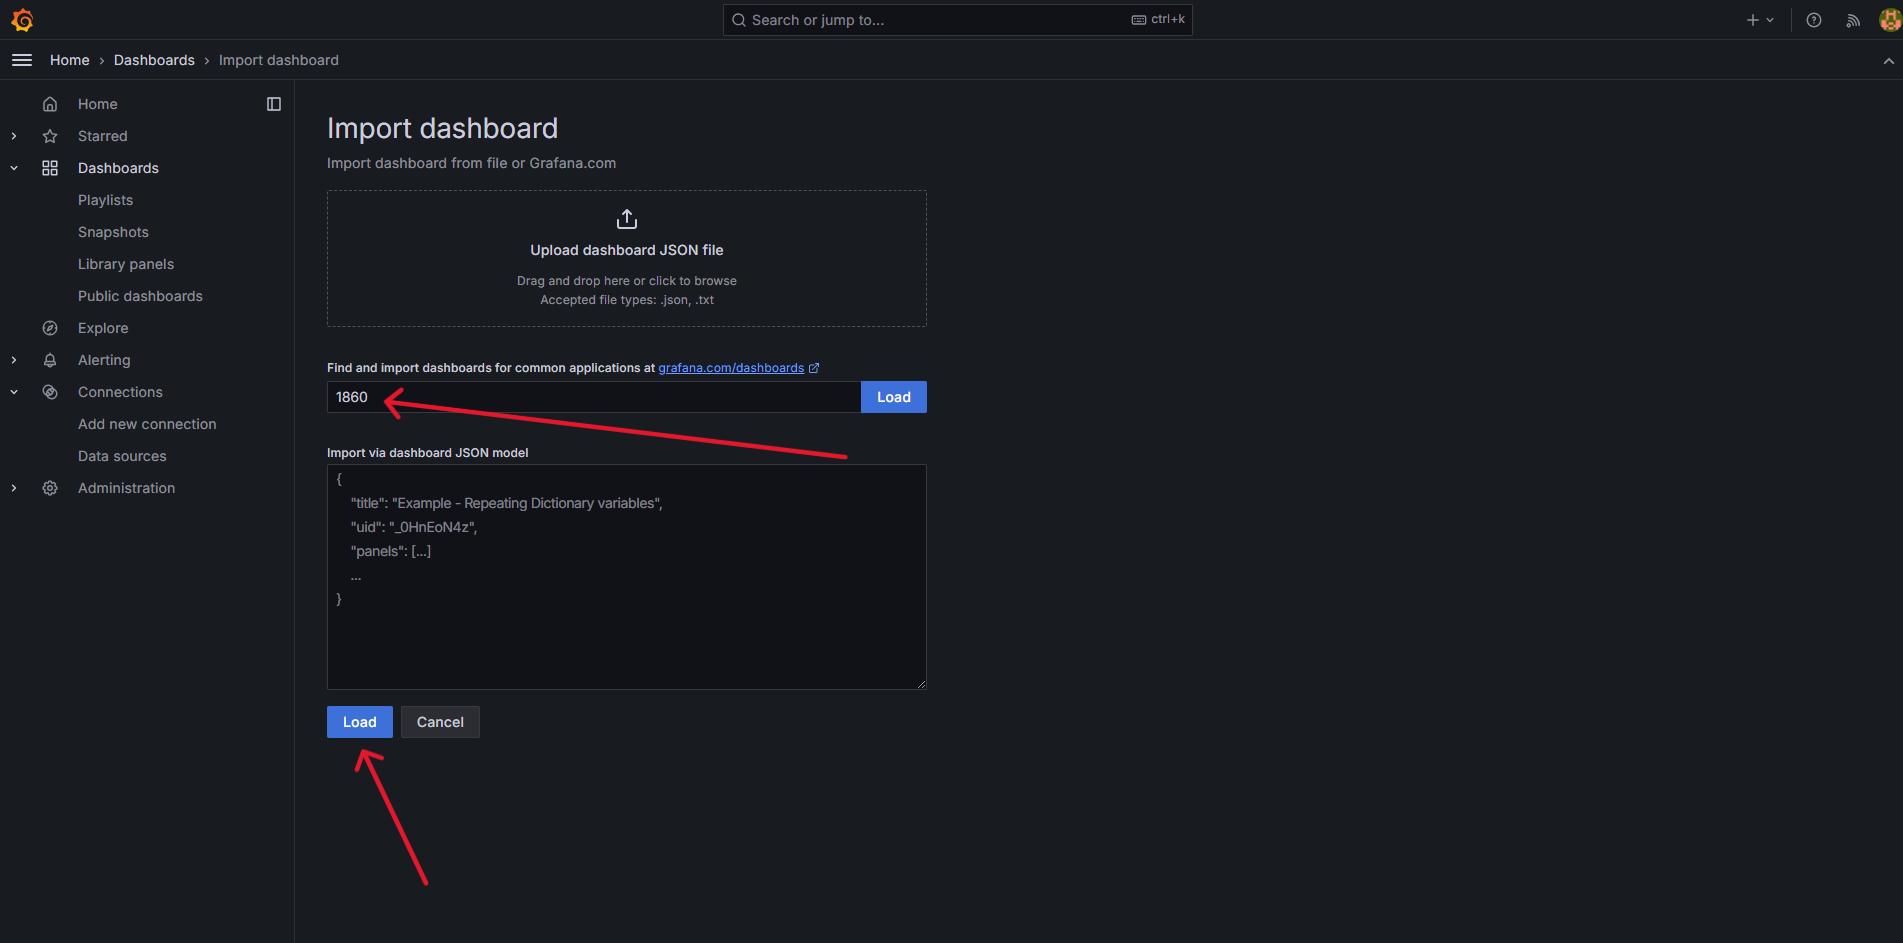 Search or jump to...
ctrl+k
Home › Dashboards › Import dashboard
Home
Starred
Dashboards
Playlists
Snapshots
Library panels
Public dashboards
Explore
Alerting
Connections
Add new connection
Data sources
Administration
Import dashboard
Import dashboard from file or Grafana.com
Upload dashboard JSON file
Drag and drop here or click to browse
Accepted file types: .json, .txt
Find and import dashboards for common applications at grafana.com/dashboards
1860
Load
Import via dashboard JSON model
{
"title": "Example - Repeating Dictionary variables",
"uid": "_0HnEoN4z",
"panels": [...]
...
}
Load
Cancel